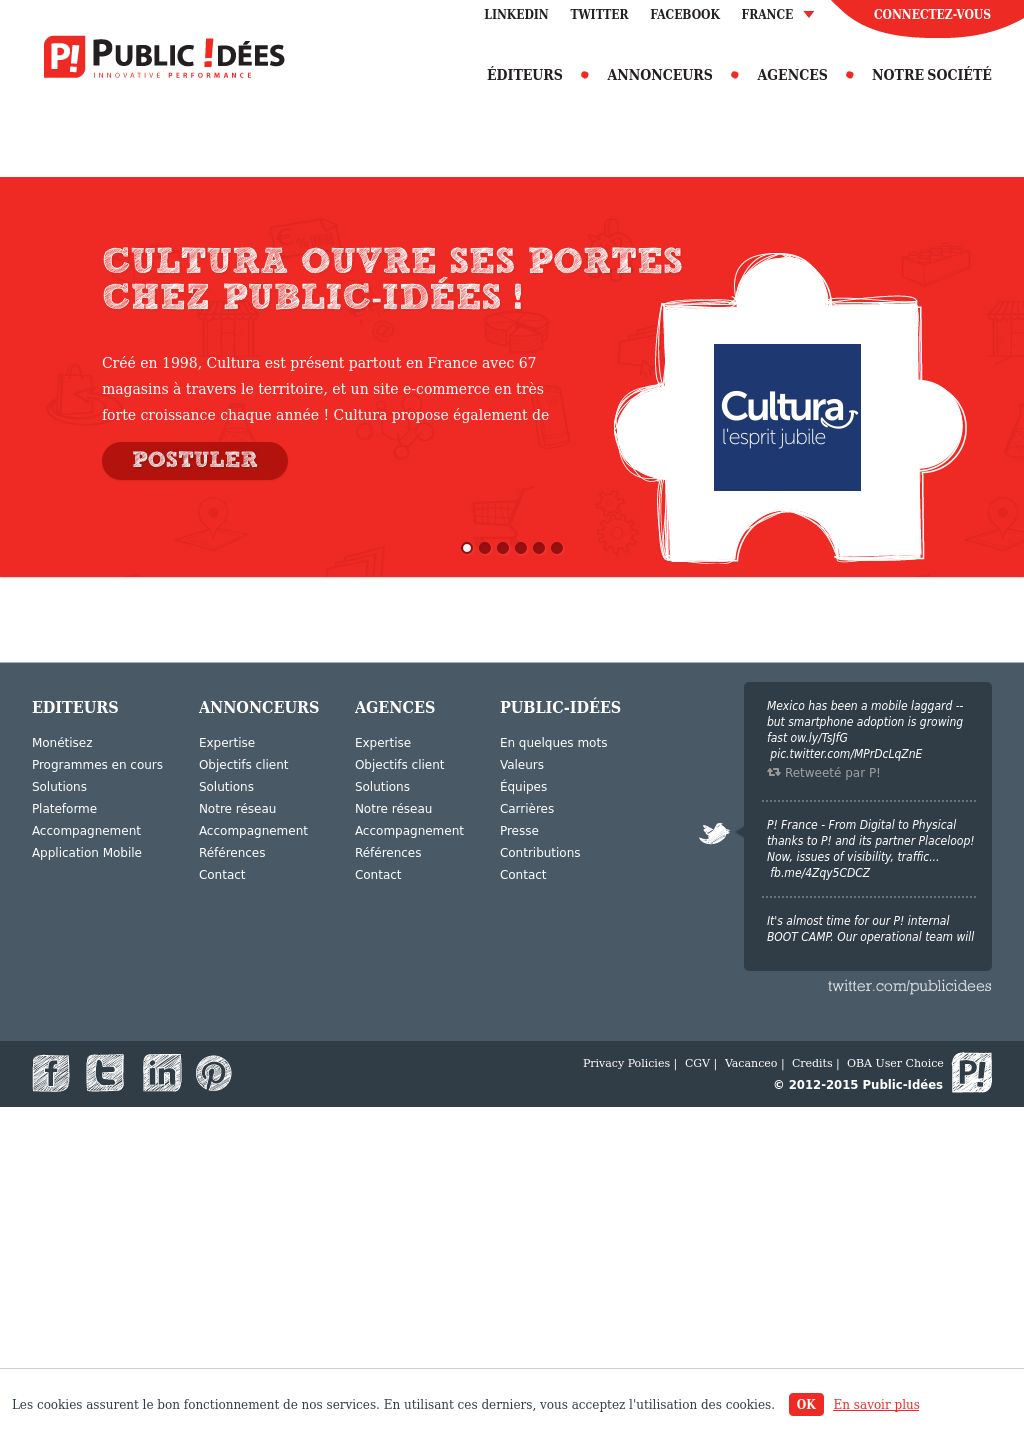 LINKEDIN TWITTER FACEBOOK FRANCE CONNECTEZ-VOUS
P! PUBLIC !DÉES
INNOVATIVE PERFORMANCE
ÉDITEURS ANNONCEURS AGENCES NOTRE SOCIÉTÉ
CULTURA OUVRE SES PORTES
CHEZ PUBLIC-IDÉES !
Créé en 1998, Cultura est présent partout en France avec 67
magasins à travers le territoire, et un site e-commerce en très
forte croissance chaque année ! Cultura propose également de
POSTULER
Cultura
l'esprit jubile
EDITEURS
Monétisez
Programmes en cours
Solutions
Plateforme
Accompagnement
Application Mobile
ANNONCEURS
Expertise
Objectifs client
Solutions
Notre réseau
Accompagnement
Références
Contact
AGENCES
Expertise
Objectifs client
Solutions
Notre réseau
Accompagnement
Références
Contact
PUBLIC-IDÉES
En quelques mots
Valeurs
Équipes
Carrières
Presse
Contributions
Contact
Mexico has been a mobile laggard --
but smartphone adoption is growing
fast ow.ly/TsJfG
pic.twitter.com/MPrDcLqZnE
Retweeté par P!
P! France - From Digital to Physical
thanks to P! and its partner Placeloop!
Now, issues of visibility, traffic...
fb.me/4Zqy5CDCZ
It's almost time for our P! internal
BOOT CAMP. Our operational team will
twitter.com/publicidees
f t in P
Privacy Policies | CGV | Vacanceo | Credits | OBA User Choice
© 2012-2015 Public-Idées
P!
Les cookies assurent le bon fonctionnement de nos services. En utilisant ces derniers, vous acceptez l'utilisation des cookies. OK En savoir plus